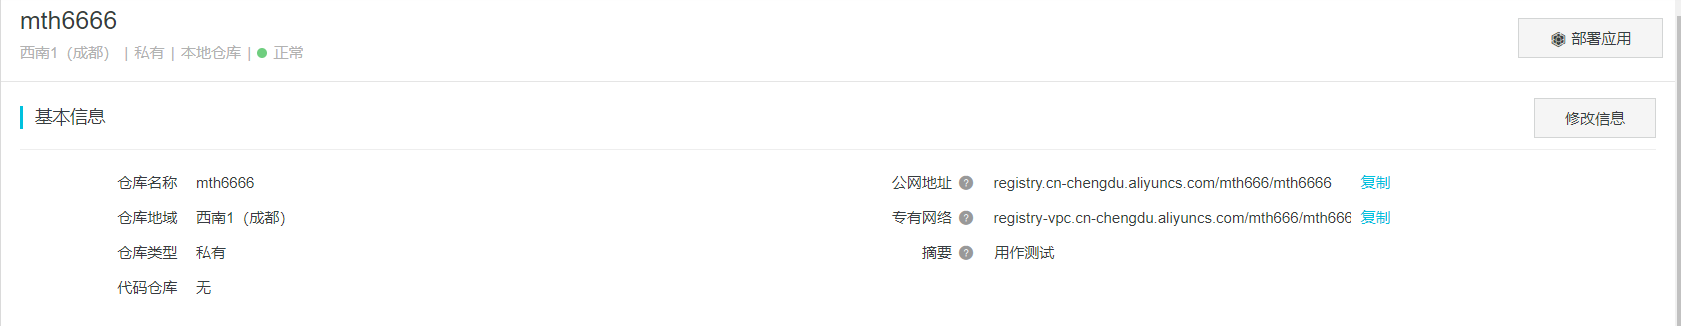 mth6666
西南1（成都） | 私有 | 本地仓库 | 正常
部署应用
基本信息
修改信息
仓库名称 mth6666
公网地址 ? registry.cn-chengdu.aliyuncs.com/mth666/mth6666 复制
仓库地域 西南1（成都）
专有网络 ? registry-vpc.cn-chengdu.aliyuncs.com/mth666/mth666 复制
仓库类型 私有
摘要 ? 用作测试
代码仓库 无